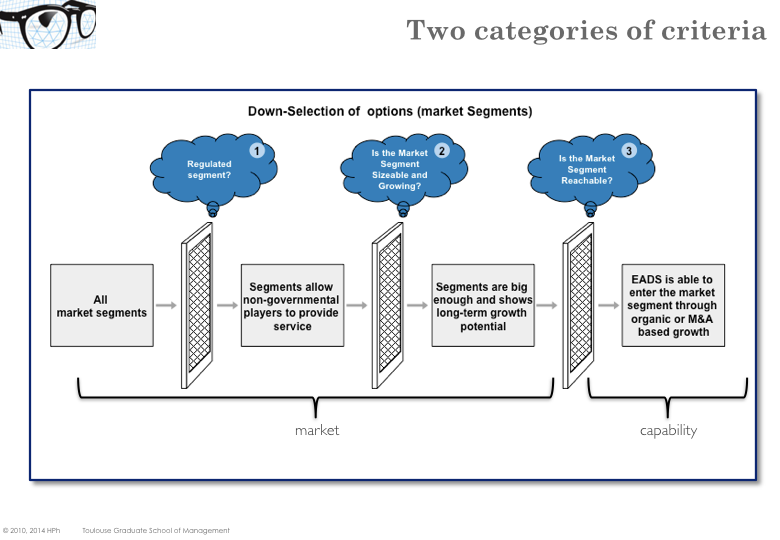 Two categories of criteria
Down-Selection of options (market Segments)
Regulated
segment?
1
Is the Market
Segment
Sizeable and
Growing?
2
Is the Market
Segment
Reachable?
3
All
market segments
Segments allow
non-governmental
players to provide
service
Segments are big
enough and shows
long-term growth
potential
EADS is able to
enter the market
segment through
organic or M&A
based growth
market
capability
© 2010, 2014 HPh
Toulouse Graduate School of Management